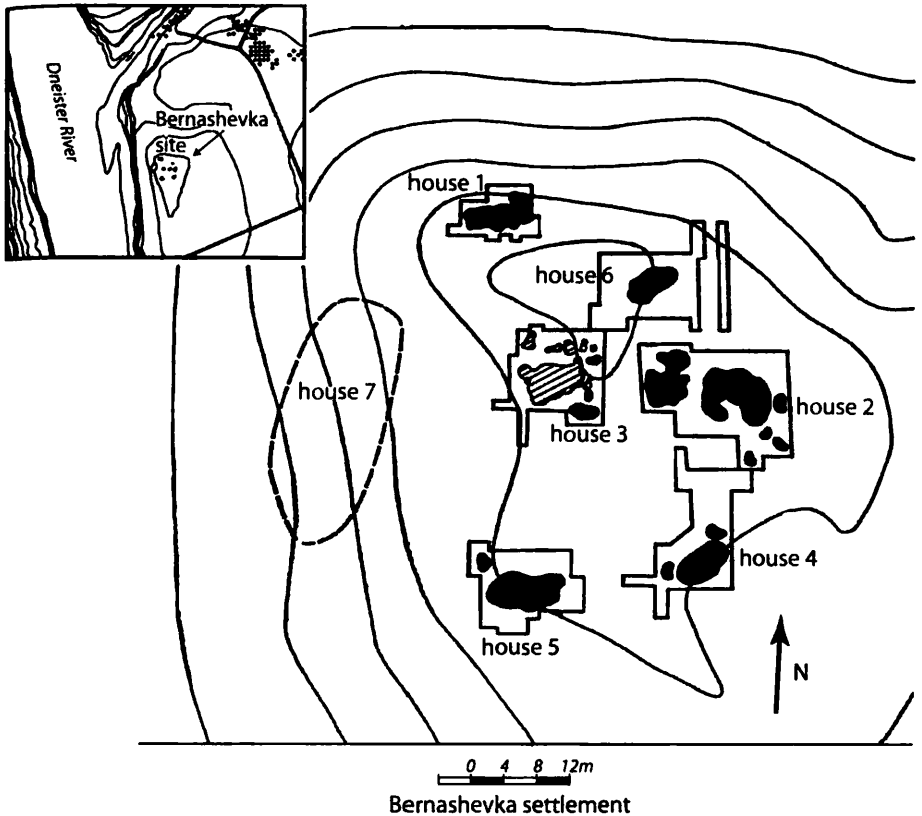 Dneister River
Bernashevka
site
house 1
house 6
house 7
house 3
house 2
house 4
house 5
N
0 4 8 12m
Bernashevka settlement